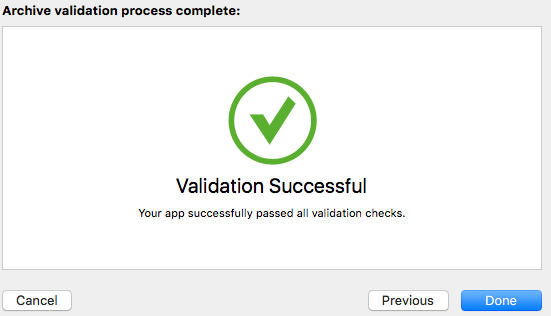 Archive validation process complete:
Validation Successful
Your app successfully passed all validation checks.
Cancel
Previous
Done